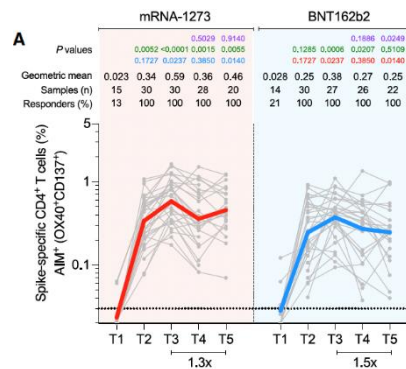 mRNA-1273 BNT162b2
A
0.5029 0.9140 0.1686 0.0249
P values 0.0052 <0.0001 0.0015 0.0055 0.1285 0.0006 0.0207 0.5109
0.1727 0.0237 0.3850 0.0140 0.1727 0.0237 0.3850 0.0140
Geometric mean 0.023 0.34 0.59 0.36 0.46 0.028 0.25 0.38 0.27 0.25
Samples (n) 15 30 30 28 20 14 30 27 26 22
Responders (%) 13 100 100 100 100 21 100 100 100 100
Spike-specific CD4+ T cells (%)
AIM+ (OX40+CD137+)
5
1
0.1
T1 T2 T3 T4 T5 T1 T2 T3 T4 T5
1.3x 1.5x